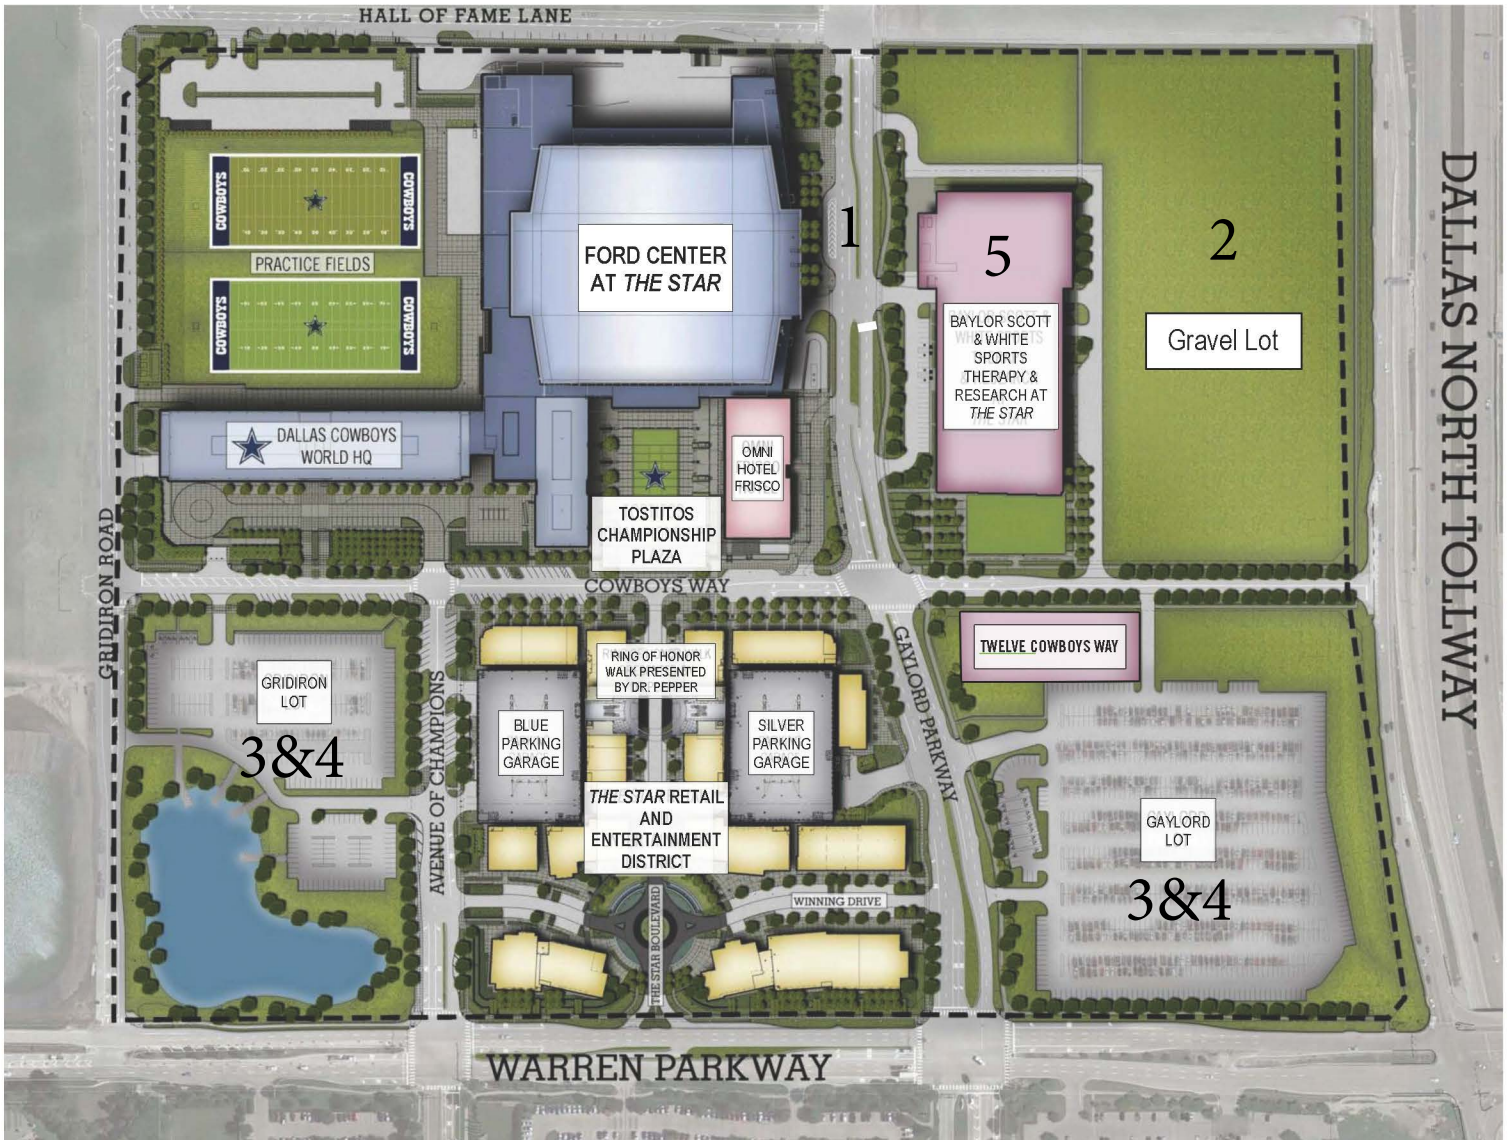 HALL OF FAME LANE
COWBOYS
COWBOYS
PRACTICE FIELDS
COWBOYS
COWBOYS
FORD CENTER
AT THE STAR
1
5
2
BAYLOR SCOTT
& WHITE
SPORTS
THERAPY &
RESEARCH AT
THE STAR
Gravel Lot
DALLAS NORTH TOLLWAY
DALLAS COWBOYS
WORLD HQ
OMNI
HOTEL
FRISCO
TOSTITOS
CHAMPIONSHIP
PLAZA
GRIDIRON ROAD
COWBOYS WAY
GRIDIRON
LOT
3&4
AVENUE OF CHAMPIONS
BLUE
PARKING
GARAGE
RING OF HONOR
WALK PRESENTED
BY DR. PEPPER
SILVER
PARKING
GARAGE
GAYLORD PARKWAY
TWELVE COWBOYS WAY
THE STAR RETAIL
AND
ENTERTAINMENT
DISTRICT
GAYLORD
LOT
3&4
WINNING DRIVE
THE STAR BOULEVARD
WARREN PARKWAY